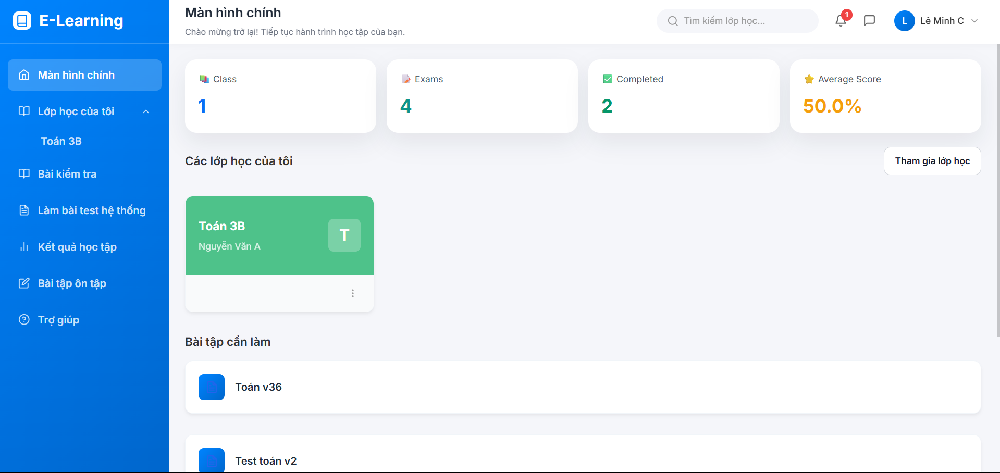 E-Learning
Màn hình chính
Lớp học của tôi
Toán 3B
Bài kiểm tra
Làm bài test hệ thống
Kết quả học tập
Bài tập ôn tập
Trợ giúp
Màn hình chính
Chào mừng trở lại! Tiếp tục hành trình học tập của bạn.
Tìm kiếm lớp học...
1
L Lê Minh C
Class
1
Exams
4
Completed
2
Average Score
50.0%
Các lớp học của tôi
Tham gia lớp học
Toán 3B
Nguyễn Văn A
T
Bài tập cần làm
Toán v36
Test toán v2